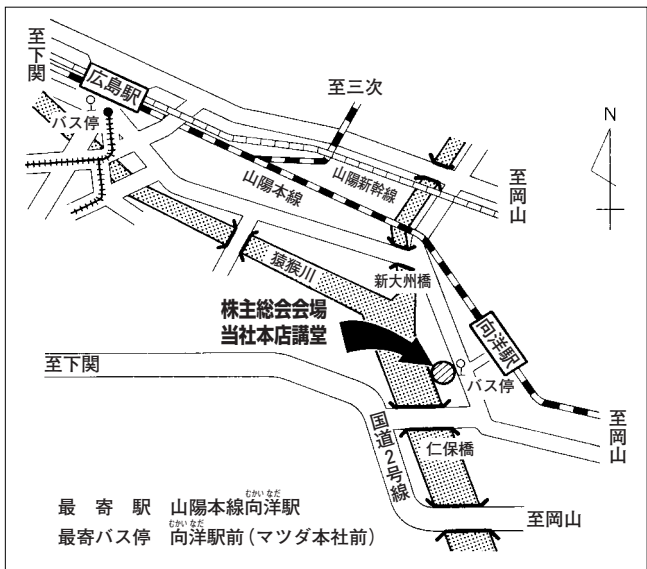 至下関
広島駅
バス停
至三次
N
山陽本線
山陽新幹線
至岡山
猿猴川
新大州橋
株主総会会場
当社本店講堂
向洋駅
バス停
至下関
国道2号線
仁保橋
至岡山
至岡山
むかいなだ
最寄駅 山陽本線向洋駅
むかいなだ
最寄バス停 向洋駅前(マツダ本社前)